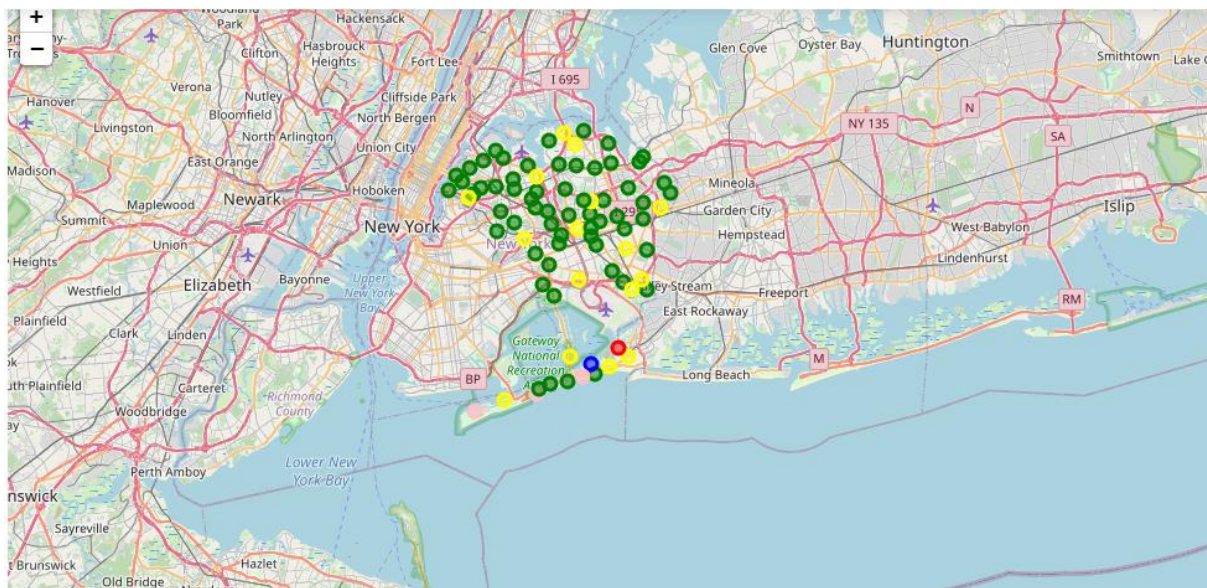 +
−
Woodland
Park
Hackensack
Clifton
Hasbrouck
Heights
Fort Lee
Glen Cove
Oyster Bay
Huntington
Smithtown
I 695
Hanover
Verona
Nutley
Bloomfield
Cliffside Park
North Bergen
N
NY 135
SA
Livingston
North Arlington
Union City
East Orange
Madison
Summit
Maplewood
Newark
Hoboken
New York
Mineola
Garden City
Hempstead
West Babylon
Islip
Lindenhurst
Union
Heights
Westfield
Elizabeth
Bayonne
Upper
New York
Bay
Freeport
East Rockaway
RM
Plainfield
Clark
Linden
Gateway
National
Recreation
M
BP
Long Beach
South Plainfield
Carteret
Richmond
County
Woodbridge
Lower New
York Bay
Perth Amboy
Sayreville
Hazlet
Old Bridge